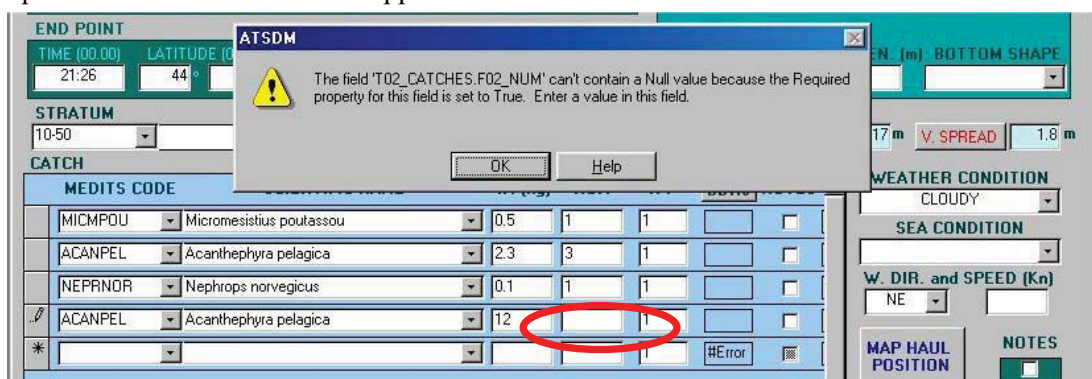 END POINT
TIME (00.00) LATITUDE (0
21:26 44 °
ATSDM
The field 'T02_CATCHES.F02_NUM' can't contain a Null value because the Required
property for this field is set to True. Enter a value in this field.
OK Help
EN. (m) BOTTOM SHAPE
STRATUM
10-50
17 m V. SPREAD 1.8 m
CATCH
MEDITS CODE
WEATHER CONDITION
CLOUDY
MICMPOU Micromesistius poutassou 0.5 1 1
SEA CONDITION
ACANPEL Acanthephyra pelagica 2.3 3 1
NEPRNOR Nephrops norvegicus 0.1 1 1
W. DIR. and SPEED (Kn)
NE
ACANPEL Acanthephyra pelagica 12 1
* 1 #Error
MAP HAUL
POSITION
NOTES